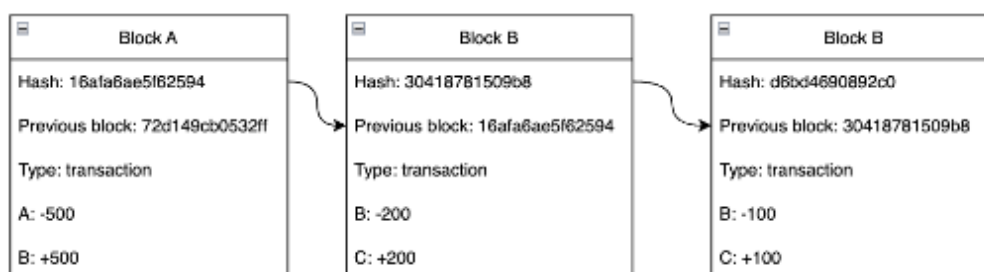 Block A
Hash: 16afa6ae5f62594
Previous block: 72d149cb0532ff
Type: transaction
A: -500
B: +500
Block B
Hash: 30418781509b8
Previous block: 16afa6ae5f62594
Type: transaction
B: -200
C: +200
Block B
Hash: d6bd4690892c0
Previous block: 30418781509b8
Type: transaction
B: -100
C: +100